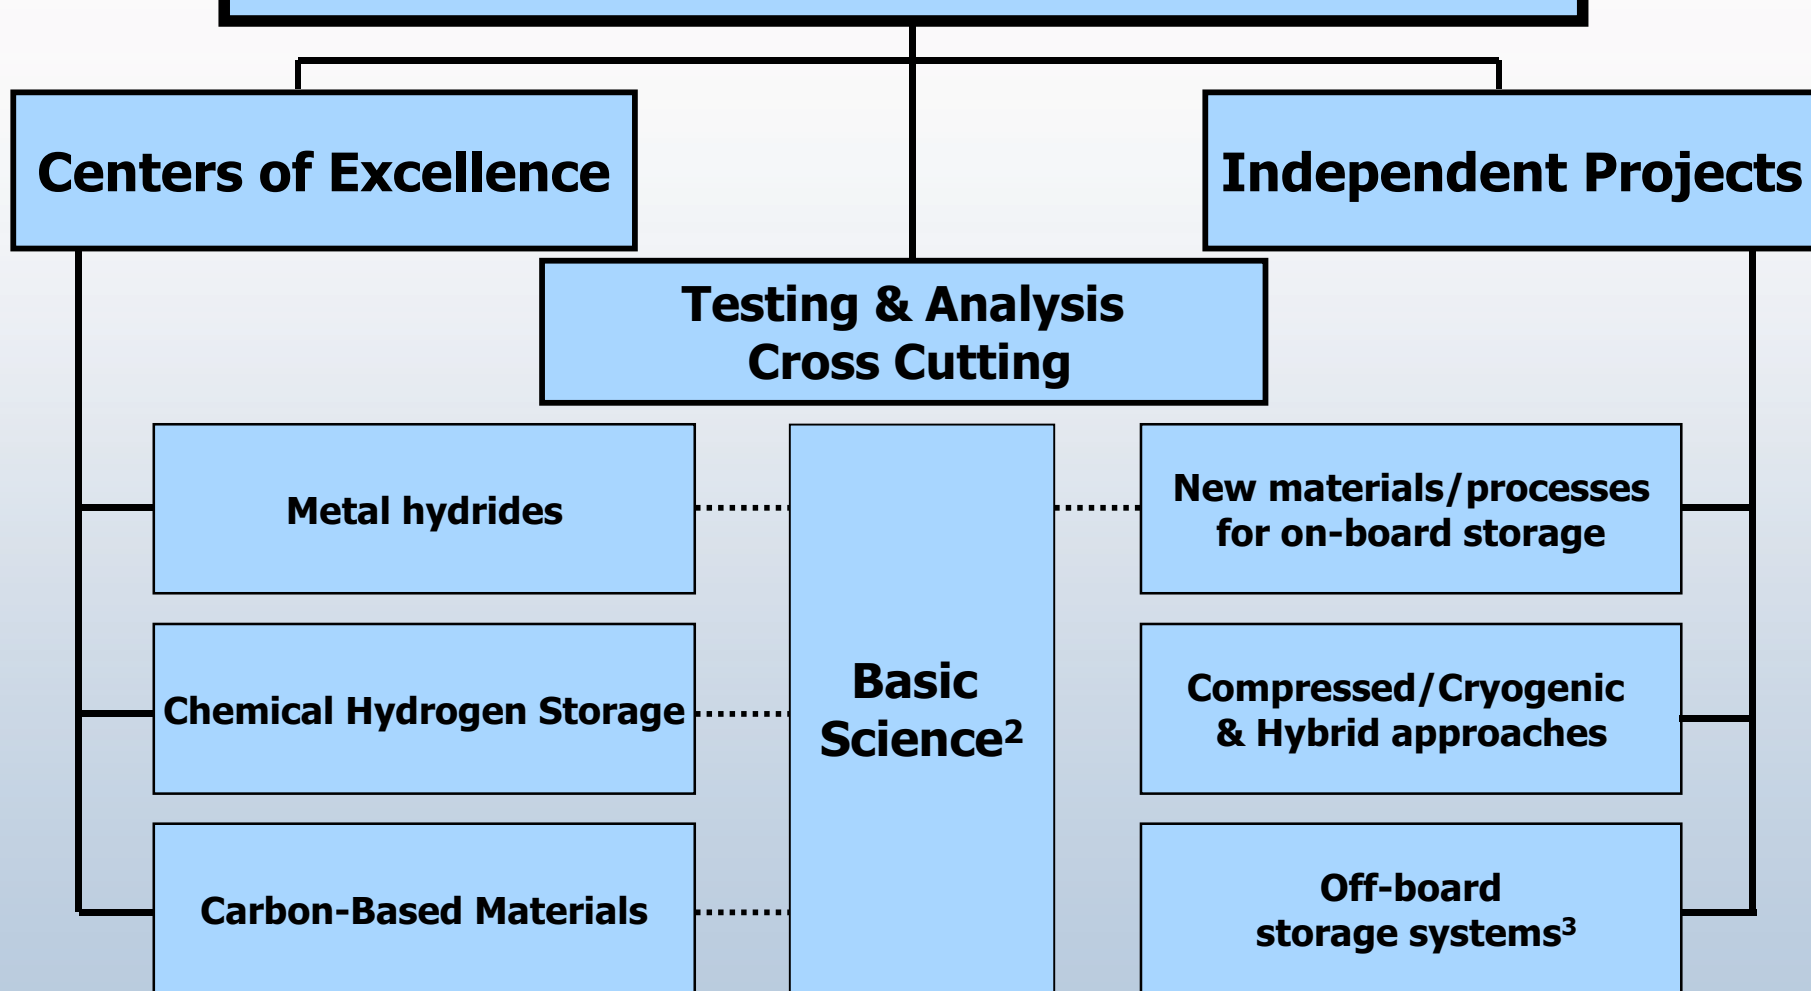 Centers of Excellence
Independent Projects
Testing & Analysis
Cross Cutting
Metal hydrides
New materials/processes
for on-board storage
Chemical Hydrogen Storage
Basic
Science²
Compressed/Cryogenic
& Hybrid approaches
Carbon-Based Materials
Off-board
storage systems³